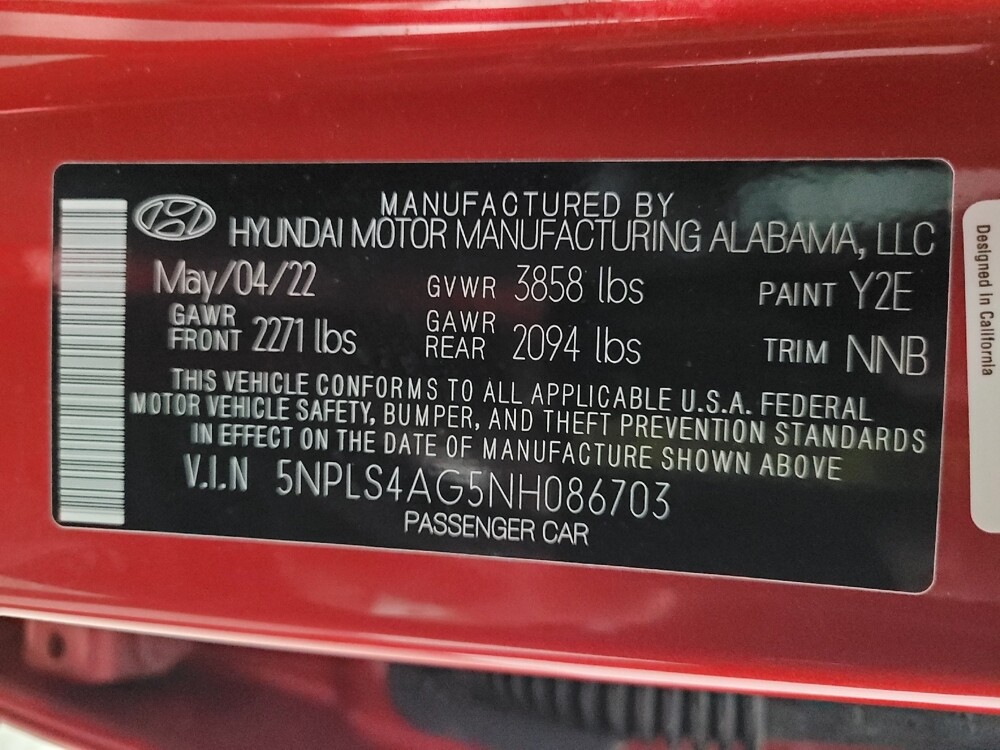 MANUFACTURED BY
HYUNDAI MOTOR MANUFACTURING ALABAMA, LLC
May/04/22 GVWR 3858 lbs PAINT Y2E
GAWR FRONT 2271 lbs GAWR REAR 2094 lbs TRIM NNB
THIS VEHICLE CONFORMS TO ALL APPLICABLE U.S.A. FEDERAL
MOTOR VEHICLE SAFETY, BUMPER, AND THEFT PREVENTION STANDARDS
IN EFFECT ON THE DATE OF MANUFACTURE SHOWN ABOVE
V.I.N 5NPLS4AG5NH086703
PASSENGER CAR
Designed in California